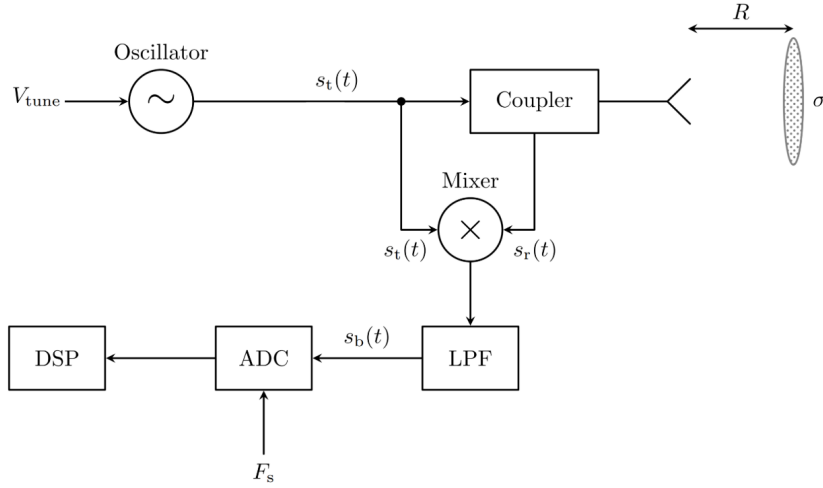 R
Oscillator
s_t(t)
V_tune
~
Coupler
σ
Mixer
×
s_t(t)
s_r(t)
s_b(t)
DSP
ADC
LPF
F_s